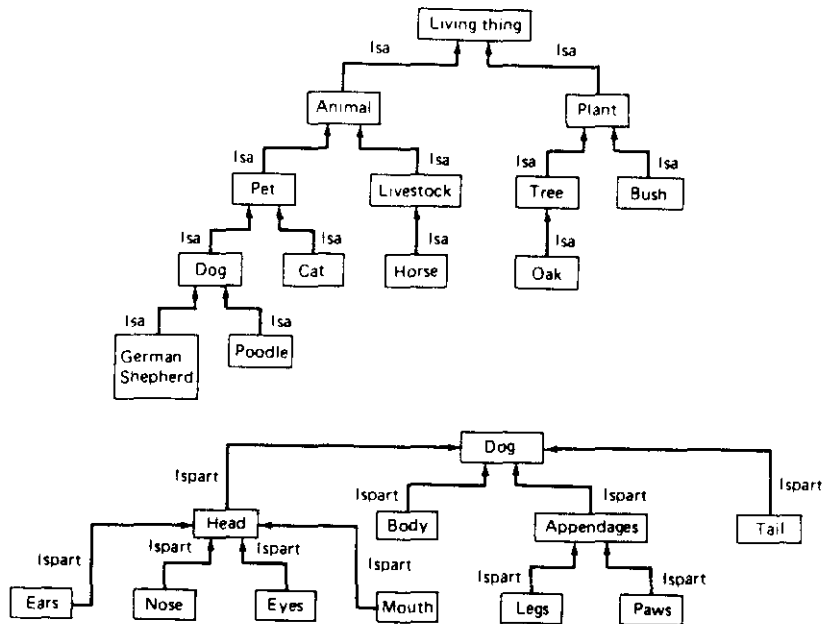 Living thing
Isa Isa
Animal Plant
Isa Isa Isa Isa
Pet Livestock Tree Bush
Isa Isa Isa Isa
Dog Cat Horse Oak
Isa Isa
German
Shepherd
Poodle
Dog
Ispart Ispart Ispart Ispart
Head Body Appendages Tail
Ispart Ispart Ispart Ispart
Ispart Ispart
Ears Nose Eyes Mouth Legs Paws